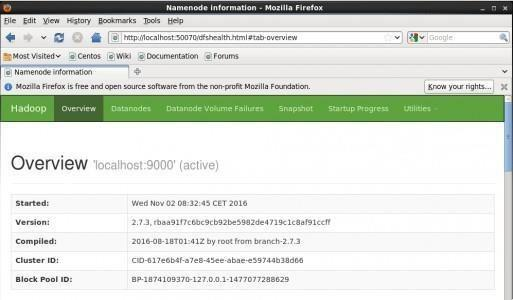 Namenode information - Mozilla Firefox
File Edit View History Bookmarks Tools Help
http://localhost:50070/dfshealth.html#tab-overview Google
Most Visited Centos Wiki Documentation Forums
Namenode information
Mozilla Firefox is free and open source software from the non-profit Mozilla Foundation. Know your rights...
Hadoop Overview Datanodes Datanode Volume Failures Snapshot Startup Progress Utilities
Overview 'localhost:9000' (active)
Started: Wed Nov 02 08:32:45 CET 2016
Version: 2.7.3, rbaa91f7c6bc9cb92be5982de4719c1c8af91ccff
Compiled: 2016-08-18T01:41Z by root from branch-2.7.3
Cluster ID: CID-617e6b4f-a7e8-45ee-abae-e59744b38d66
Block Pool ID: BP-1874109370-127.0.0.1-1477077288629